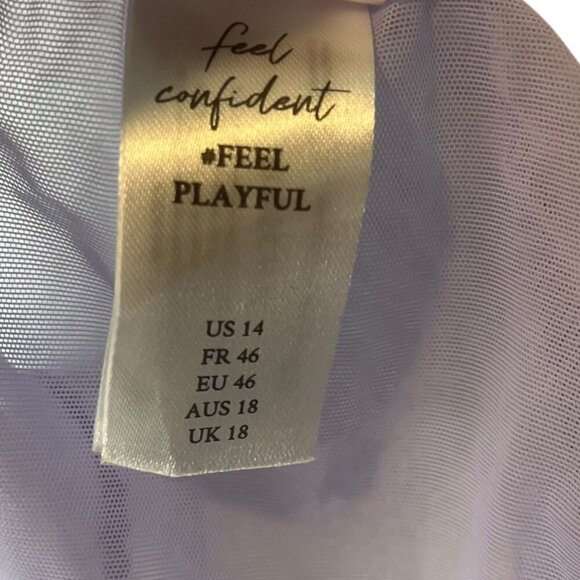 feel
confident
#FEEL
PLAYFUL
US 14
FR 46
EU 46
AUS 18
UK 18